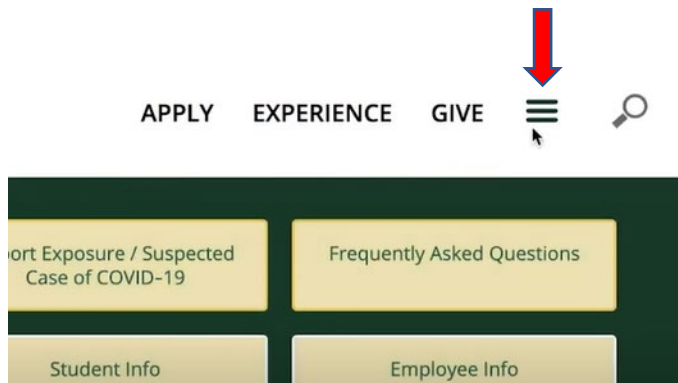 APPLY EXPERIENCE GIVE
ort Exposure / Suspected
Case of COVID-19
Frequently Asked Questions
Student Info
Employee Info